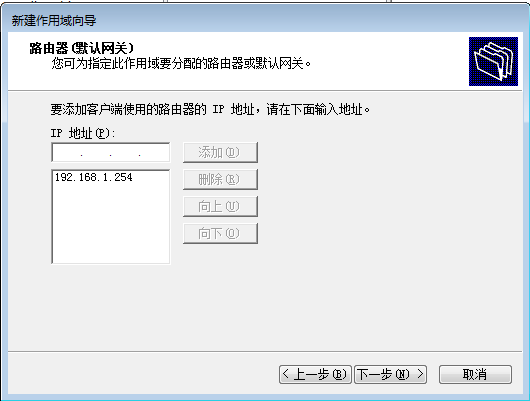 新建作用域向导
路由器(默认网关)
您可为指定此作用域要分配的路由器或默认网关。
要添加客户端使用的路由器的 IP 地址，请在下面输入地址。
IP 地址(P):
. . .
添加(D)
192.168.1.254
删除(R)
向上(U)
向下(O)
< 上一步(B)
下一步(N) >
取消